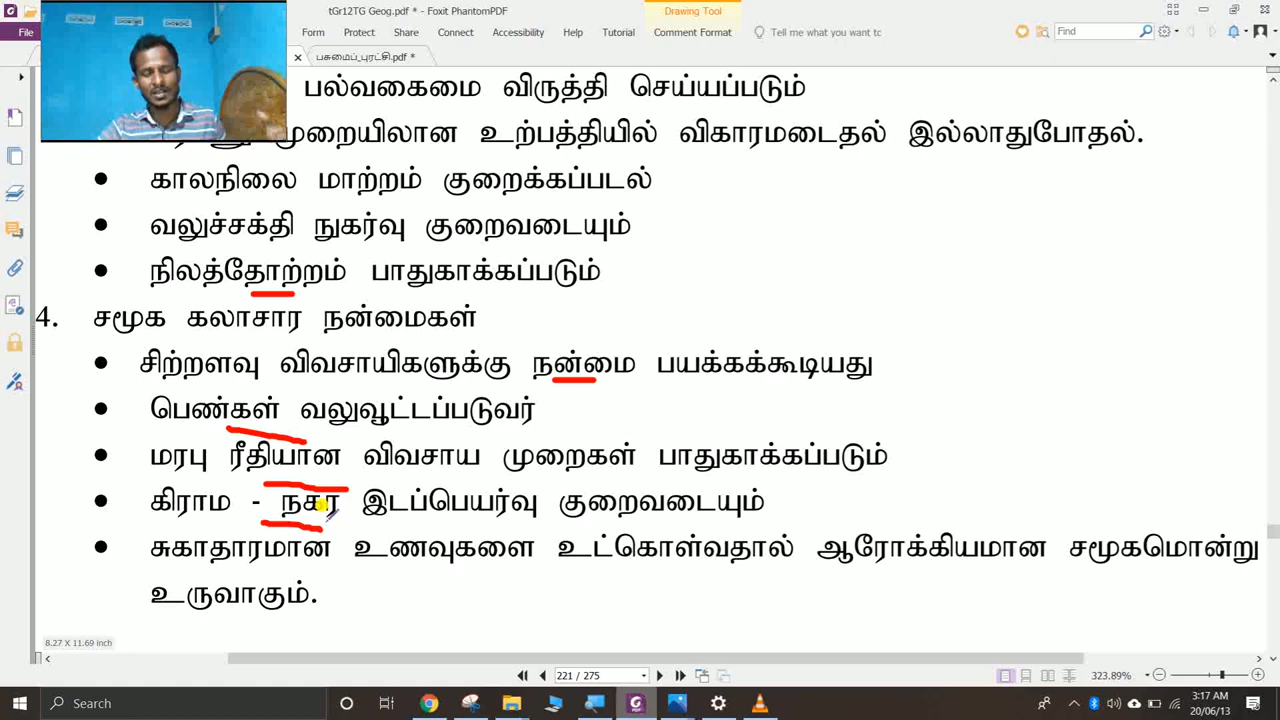 tGr12TG Geog.pdf * - Foxit PhantomPDF
Drawing Tool
File
Form Protect Share Connect Accessibility Help Tutorial Comment Format Tell me what you want tc
Find
பசுமைப்_புரட்சி.pdf *
பல்வகைமை விருத்தி செய்யப்படும்
முறையிலான உற்பத்தியில் விகாரமடைதல் இல்லாதுபோதல்.
• காலநிலை மாற்றம் குறைக்கப்படல்
• வலுச்சக்தி நுகர்வு குறைவடையும்
• நிலத்தோற்றம் பாதுகாக்கப்படும்
4. சமூக கலாசார நன்மைகள்
• சிற்றளவு விவசாயிகளுக்கு நன்மை பயக்கக்கூடியது
• பெண்கள் வலுவூட்டப்படுவர்
• மரபு ரீதியான விவசாய முறைகள் பாதுகாக்கப்படும்
• கிராம - நகர இடப்பெயர்வு குறைவடையும்
• சுகாதாரமான உணவுகளை உட்கொள்வதால் ஆரோக்கியமான சமூகமொன்று
உருவாகும்.
8.27 X 11.69 inch
221 / 275
323.89%
Search
3:17 AM
20/06/13